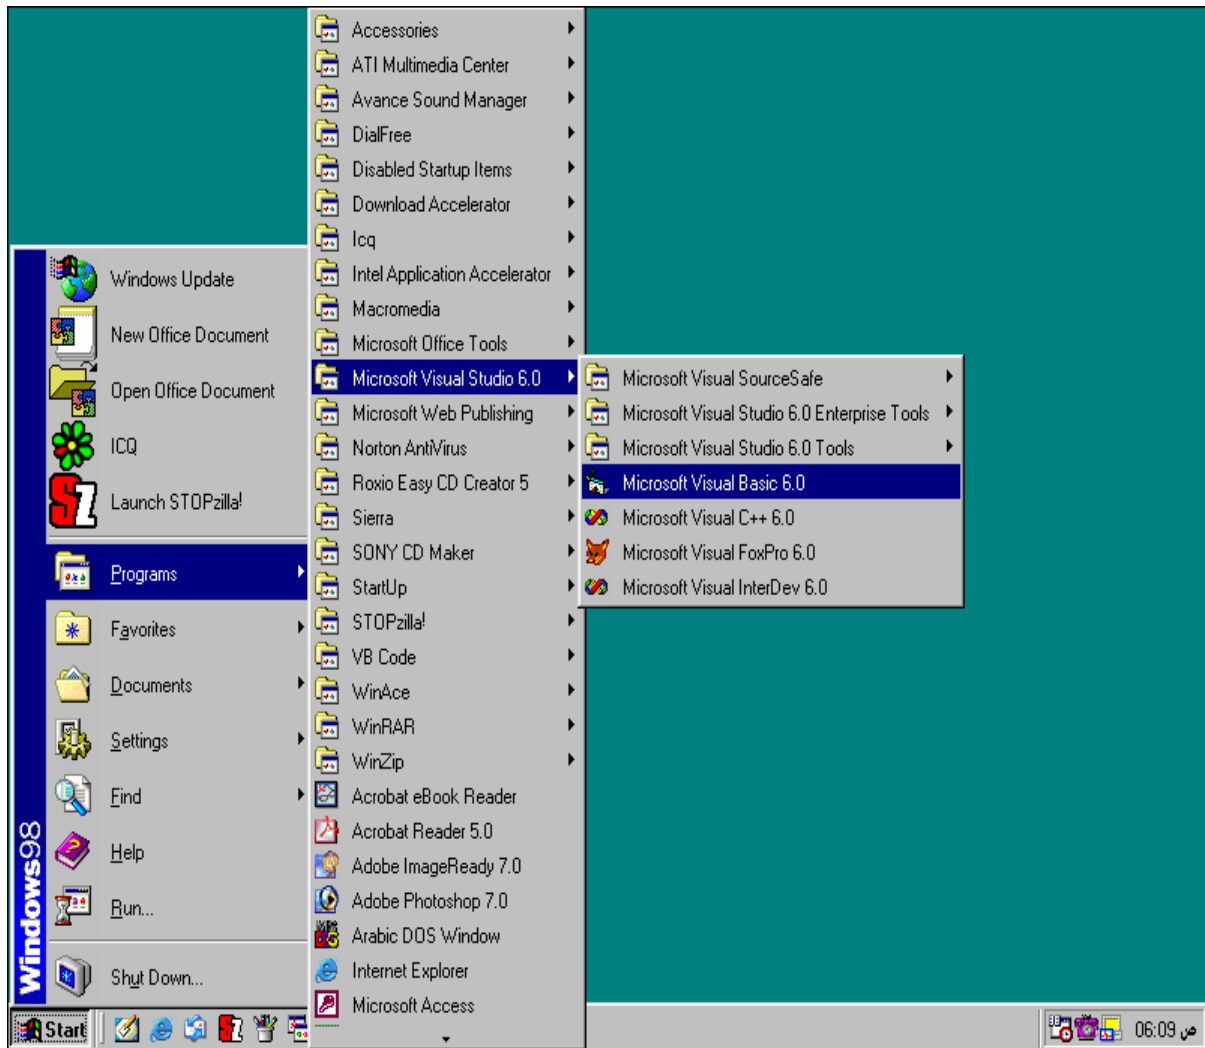 Windows Update
New Office Document
Open Office Document
ICQ
Launch STOPzilla!
Programs
Favorites
Documents
Settings
Find
Help
Run...
Shut Down...
Windows98
Accessories
ATI Multimedia Center
Avance Sound Manager
DialFree
Disabled Startup Items
Download Accelerator
Icq
Intel Application Accelerator
Macromedia
Microsoft Office Tools
Microsoft Visual Studio 6.0
Microsoft Web Publishing
Norton AntiVirus
Roxio Easy CD Creator 5
Sierra
SONY CD Maker
StartUp
STOPzilla!
VB Code
WinAce
WinRAR
WinZip
Acrobat eBook Reader
Acrobat Reader 5.0
Adobe ImageReady 7.0
Adobe Photoshop 7.0
Arabic DOS Window
Internet Explorer
Microsoft Access
Microsoft Visual SourceSafe
Microsoft Visual Studio 6.0 Enterprise Tools
Microsoft Visual Studio 6.0 Tools
Microsoft Visual Basic 6.0
Microsoft Visual C++ 6.0
Microsoft Visual FoxPro 6.0
Microsoft Visual InterDev 6.0
Start
06:09 ص